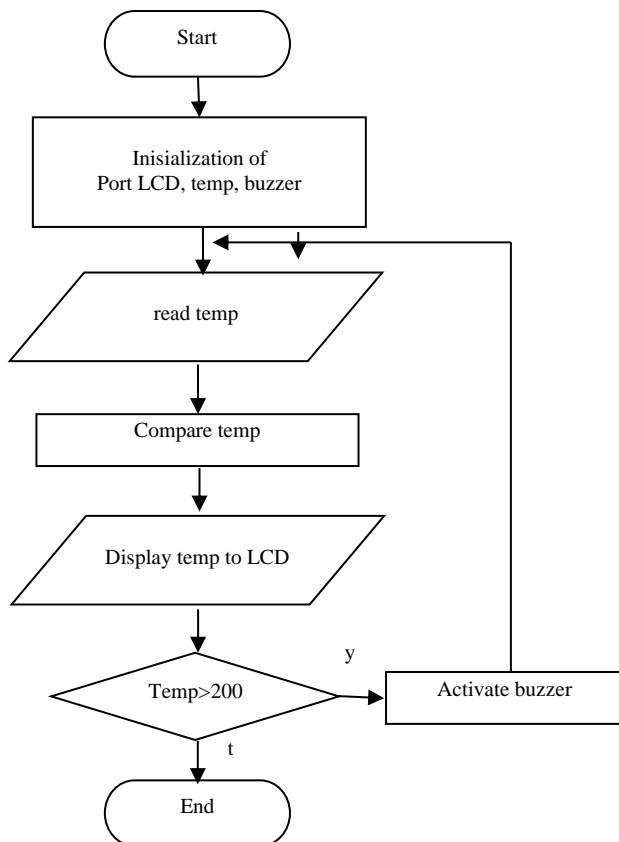 Start
Inisialization of
Port LCD, temp, buzzer
read temp
Compare temp
Display temp to LCD
Temp>200
y
Activate buzzer
t
End